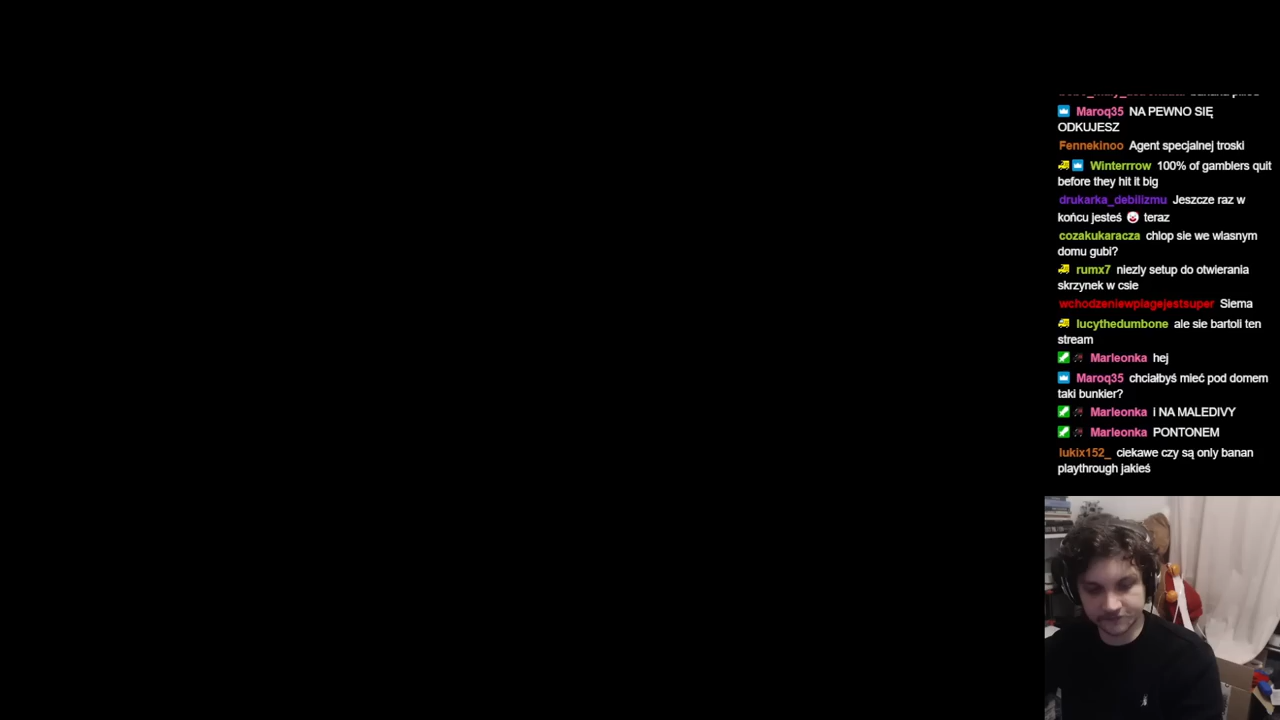 Maroq35 NA PEWNO SIĘ
ODKUJESZ
Fennekinoo Agent specjalnej troski
Winterrrow 100% of gamblers quit
before they hit it big
drukarka_debilizmu Jeszcze raz w
końcu jesteś 🤡 teraz
cozakukaracza chlop sie we wlasnym
domu gubi?
rumx7 niezly setup do otwierania
skrzynek w csie
wchodzeniewplagejestsuper Siema
lucythedumbone ale sie bartoli ten
stream
Marleonka hej
Maroq35 chciałbyś mieć pod domem
taki bunkier?
Marleonka i NA MALEDIVY
Marleonka PONTONEM
lukix152_ ciekawe czy są only banan
playthrough jakieś